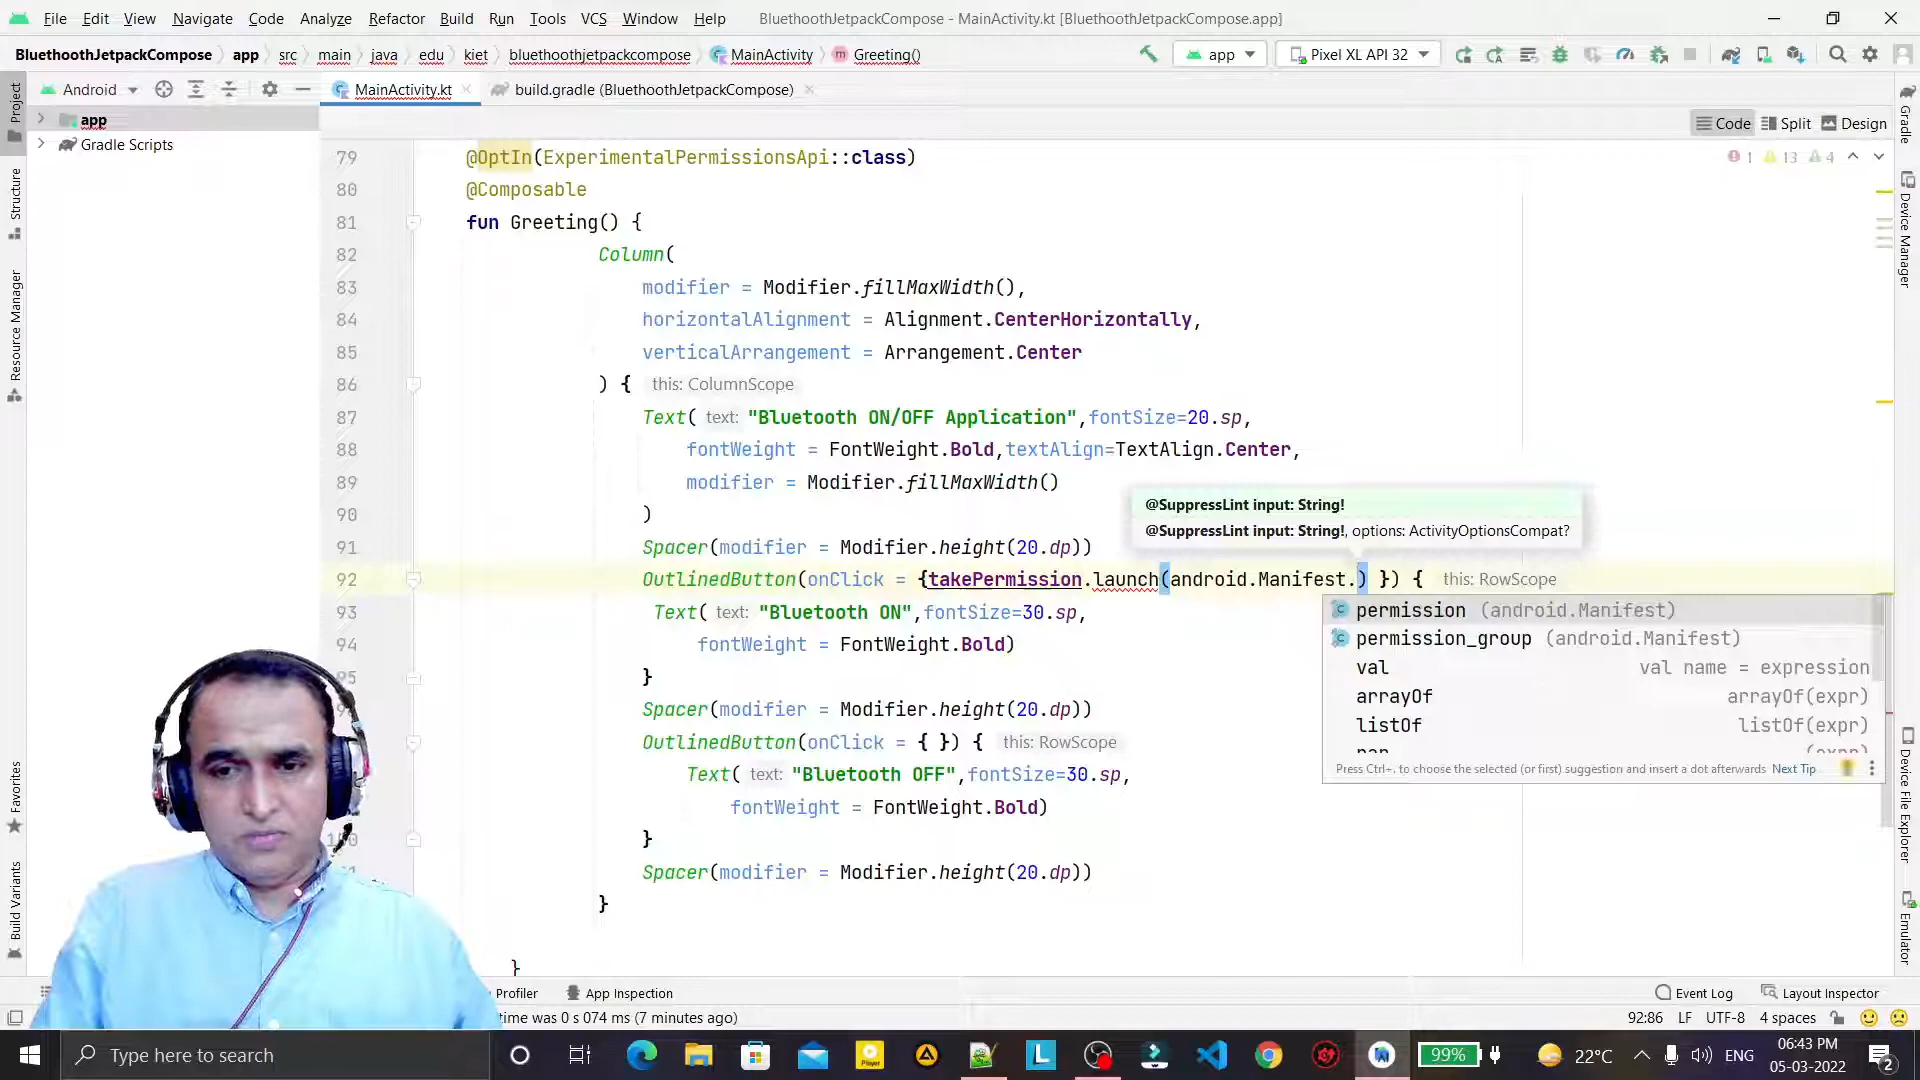 File Edit View Navigate Code Analyze Refactor Build Run Tools VCS Window Help BluethoothJetpackCompose - MainActivity.kt [BluethoothJetpackCompose.app]
BluethoothJetpackCompose app src main java edu kiet bluethoothjetpackcompose MainActivity Greeting() app Pixel XL API 32
Android MainActivity.kt build.gradle (BluethoothJetpackCompose)
app
Gradle Scripts
Code Split Design
1 13 4
79 @OptIn(ExperimentalPermissionsApi::class)
80 @Composable
81 fun Greeting() {
82 Column(
83 modifier = Modifier.fillMaxWidth(),
84 horizontalAlignment = Alignment.CenterHorizontally,
85 verticalArrangement = Arrangement.Center
86 ) { this: ColumnScope
87 Text( text: "Bluetooth ON/OFF Application",fontSize=20.sp,
88 fontWeight = FontWeight.Bold,textAlign=TextAlign.Center,
89 modifier = Modifier.fillMaxWidth()
90 )
@SuppressLint input: String!
@SuppressLint input: String!, options: ActivityOptionsCompat?
91 Spacer(modifier = Modifier.height(20.dp))
92 OutlinedButton(onClick = {takePermission.launch(android.Manifest.) }) { this: RowScope
93 Text( text: "Bluetooth ON",fontSize=30.sp,
94 fontWeight = FontWeight.Bold)
}
Spacer(modifier = Modifier.height(20.dp))
OutlinedButton(onClick = { }) { this: RowScope
Text( text: "Bluetooth OFF",fontSize=30.sp,
fontWeight = FontWeight.Bold)
}
Spacer(modifier = Modifier.height(20.dp))
}
}
permission (android.Manifest)
permission_group (android.Manifest)
val val name = expression
arrayOf arrayOf(expr)
listOf listOf(expr)
(expr)
Press Ctrl+. to choose the selected (or first) suggestion and insert a dot afterwards Next Tip
Project
Structure
Resource Manager
Favorites
Build Variants
Gradle
Device Manager
Device File Explorer
Emulator
Profiler App Inspection Event Log Layout Inspector
time was 0 s 074 ms (7 minutes ago) 92:86 LF UTF-8 4 spaces
Type here to search 99% 22°C ENG 06:43 PM
05-03-2022
2